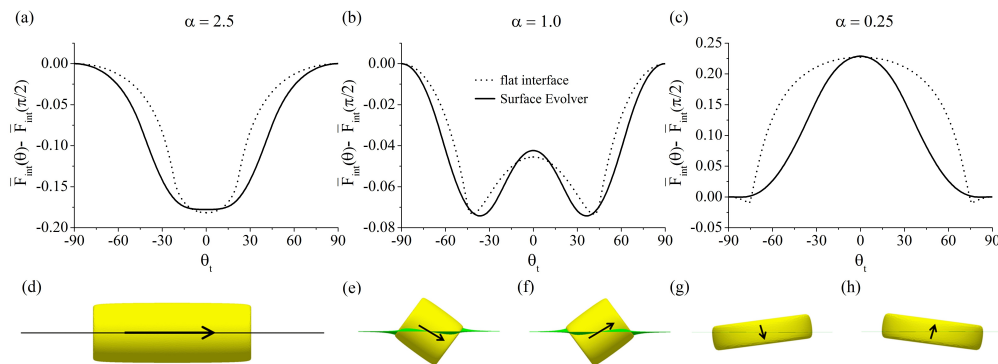 (a) α = 2.5
(b) α = 1.0
(c) α = 0.25
F̅int(θ)- F̅int(π/2)
0.00
-0.05
-0.10
-0.15
-0.20
-90 -60 -30 0 30 60 90
θt
F̅int(θ)- F̅int(π/2)
0.00
-0.02
-0.04
-0.06
-0.08
flat interface
Surface Evolver
-90 -60 -30 0 30 60 90
θt
F̅int(θ)- F̅int(π/2)
0.25
0.20
0.15
0.10
0.05
0.00
-0.05
-90 -60 -30 0 30 60 90
θt
(d) (e) (f) (g) (h)